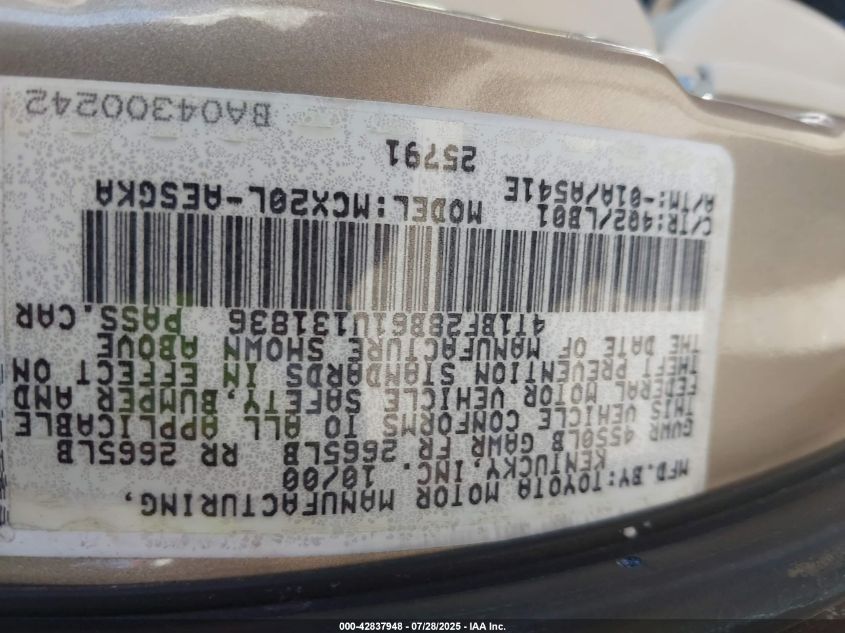 MFD.BY:TOYOTA MOTOR MANUFACTURING,
KENTUCKY,INC. 10/00
GVWR 4550LB GAWR FR 2665LB RR 2665LB
THIS VEHICLE CONFORMS TO ALL APPLICABLE
FEDERAL MOTOR VEHICLE SAFETY,BUMPER AND
THEFT PREVENTION STANDARDS IN EFFECT ON
THE DATE OF MANUFACTURE SHOWN ABOVE
4T1BF28B61U131836 PASS.CAR
C/TR:4Q2/LB01 MODEL:MCX20L-AESGKA
A/TM:-01A/A541E
25791
BA04300242
000-42837948 | 07/28/2025 - IAA Inc.